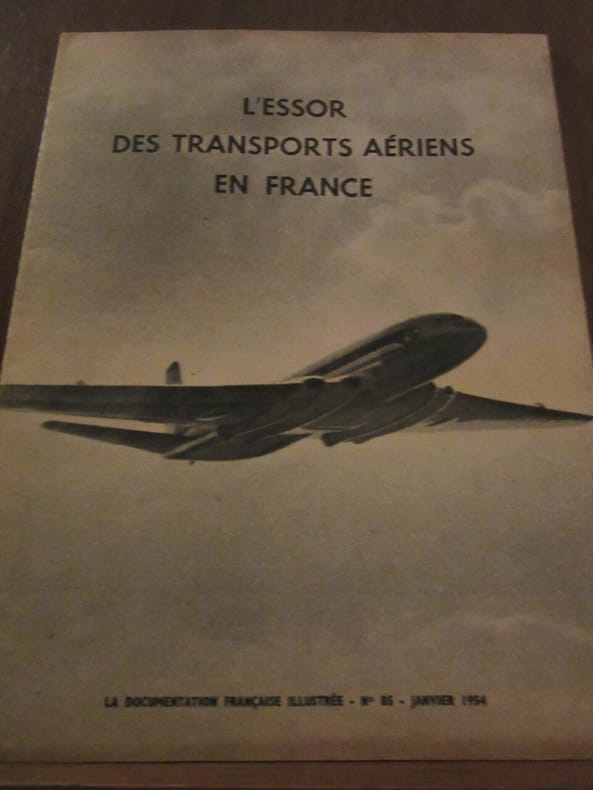 L'ESSOR
DES TRANSPORTS AÉRIENS
EN FRANCE
LA DOCUMENTATION FRANÇAISE ILLUSTRÉE - N° 85 - JANVIER 1954